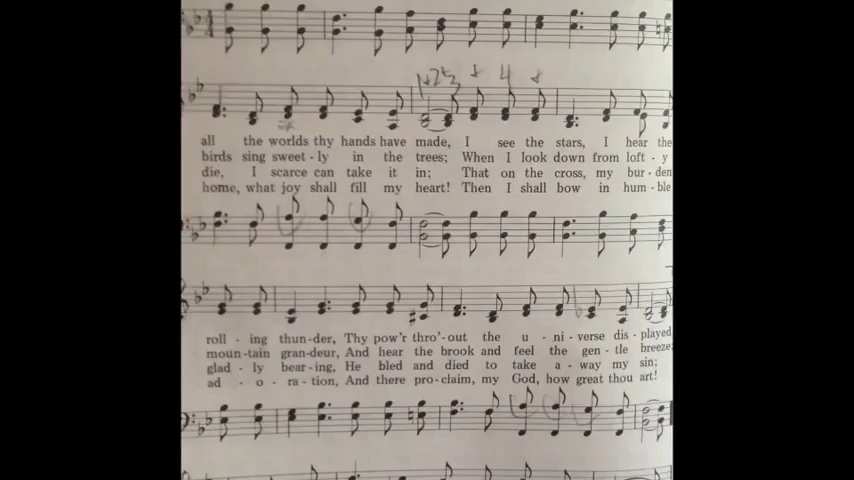 1+2+3 + 4 +
all the worlds thy hands have made, I see the stars, I hear the
birds sing sweet - ly in the trees; When I look down from loft - y
die, I scarce can take it in; That on the cross, my bur - den
home, what joy shall fill my heart! Then I shall bow in hum - ble
roll - ing thun - der, Thy pow'r thro' - out the u - ni - verse dis - played
moun - tain gran - deur, And hear the brook and feel the gen - tle breeze;
glad - ly bear - ing, He bled and died to take a - way my sin;
ad - o - ra - tion, And there pro - claim, my God, how great thou art!